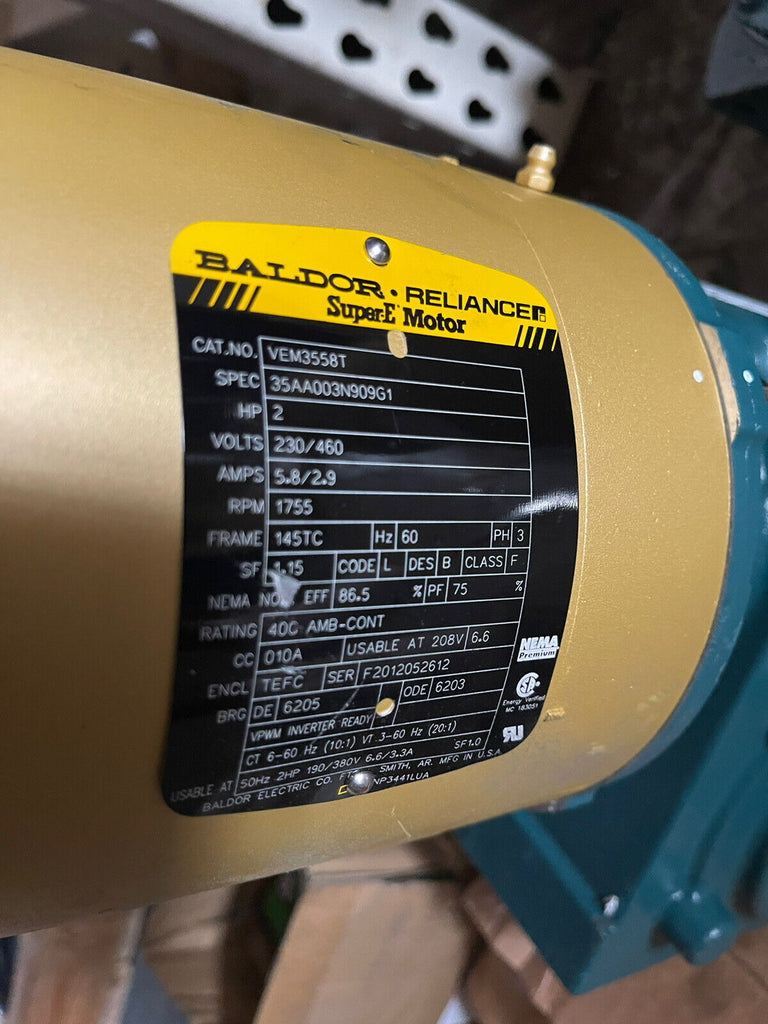 BALDOR • RELIANCE
Super-E™ Motor
CAT.NO. VEM3558T
SPEC 35AA003N909G1
HP 2
VOLTS 230/460
AMPS 5.8/2.9
RPM 1755
FRAME 145TC Hz 60 PH 3
SF 1.15 CODE L DES B CLASS F
NEMA EFF 86.5 % PF 75 %
RATING 40C AMB-CONT
CC 010A USABLE AT 208V 6.6
ENCL TEFC SER F2012052612
BRG DE 6205 ODE 6203
VPWM INVERTER READY
CT 6-60 Hz (10:1) VT 3-60 Hz (20:1) SF1.0
USABLE AT 50Hz 2HP 190/380V 6.6/3.3A
BALDOR ELECTRIC CO. SMITH, AR. MFG IN U.S.A.
NP3441LUA
NEMA
Premium
Energy Verified
MC 183051